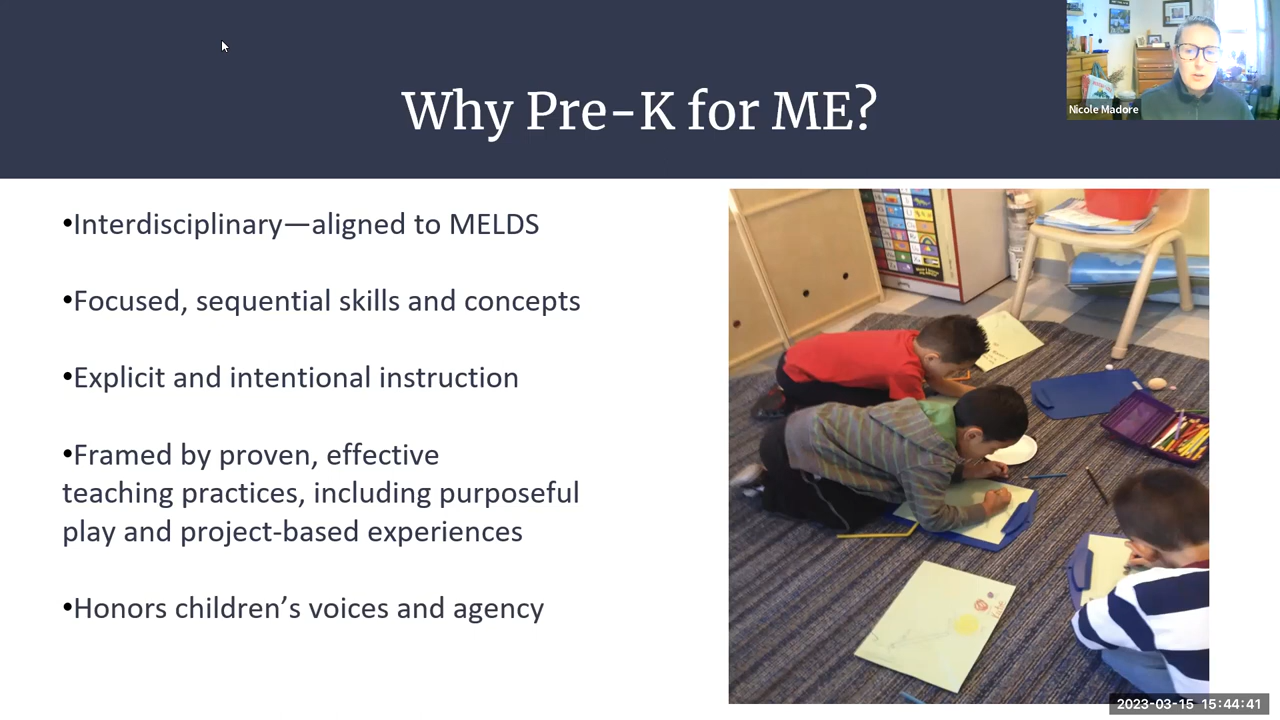 Why Pre-K for ME?
Nicole Madore
•Interdisciplinary—aligned to MELDS
•Focused, sequential skills and concepts
•Explicit and intentional instruction
•Framed by proven, effective
teaching practices, including purposeful
play and project-based experiences
•Honors children’s voices and agency
2023-03-15 15:44:41